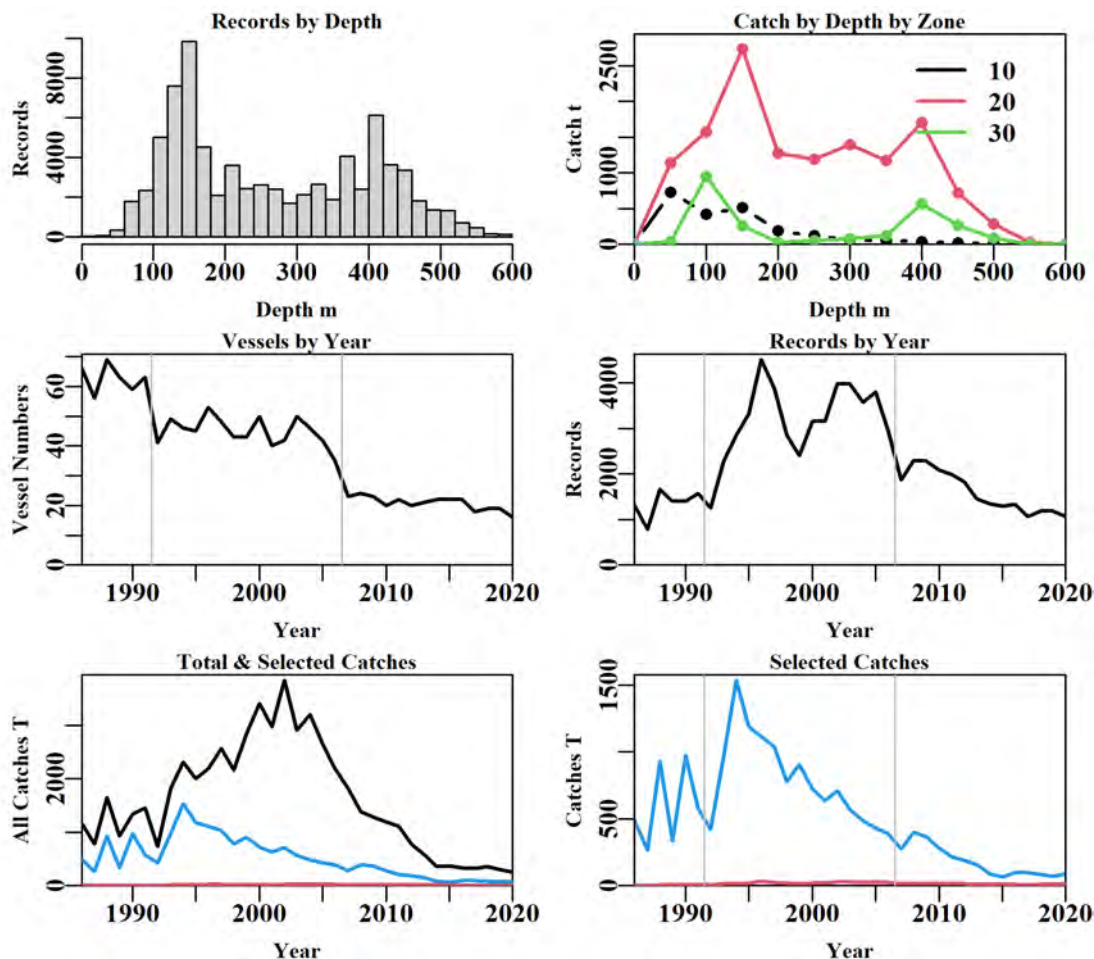 Records by Depth
Records
0 4000 8000
0 100 200 300 400 500 600
Depth m
Catch by Depth by Zone
Catch t
0 1000 2500
10
20
30
0 100 200 300 400 500 600
Depth m
Vessels by Year
Vessel Numbers
0 20 40 60
1990 2000 2010 2020
Year
Records by Year
Records
0 2000 4000
1990 2000 2010 2020
Year
Total & Selected Catches
All Catches T
0 2000
1990 2000 2010 2020
Year
Selected Catches
Catches T
0 500 1500
1990 2000 2010 2020
Year